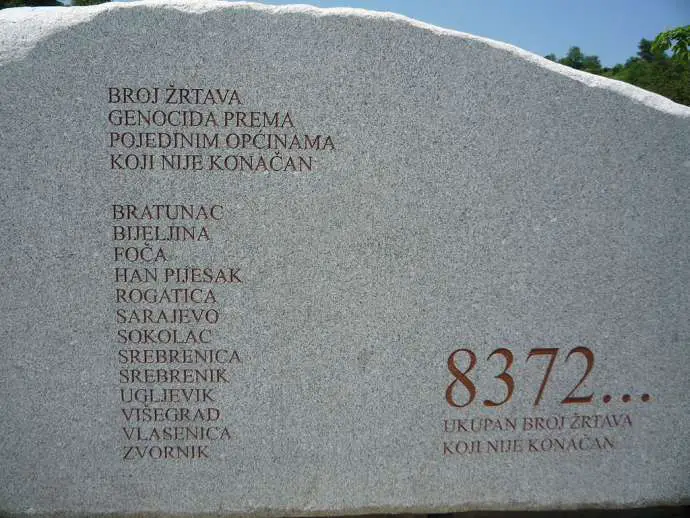 BROJ ŽRTAVA
GENOCIDA PREMA
POJEDINIM OPĆINAMA
KOJI NIJE KONAČAN
BRATUNAC
BIJELJINA
FOČA
HAN PIJESAK
ROGATICA
SARAJEVO
SOKOLAC
SREBRENICA
SREBRENIK
UGLJEVIK
VIŠEGRAD
VLASENICA
ZVORNIK
8372...
UKUPAN BROJ ŽRTAVA
KOJI NIJE KONAČAN